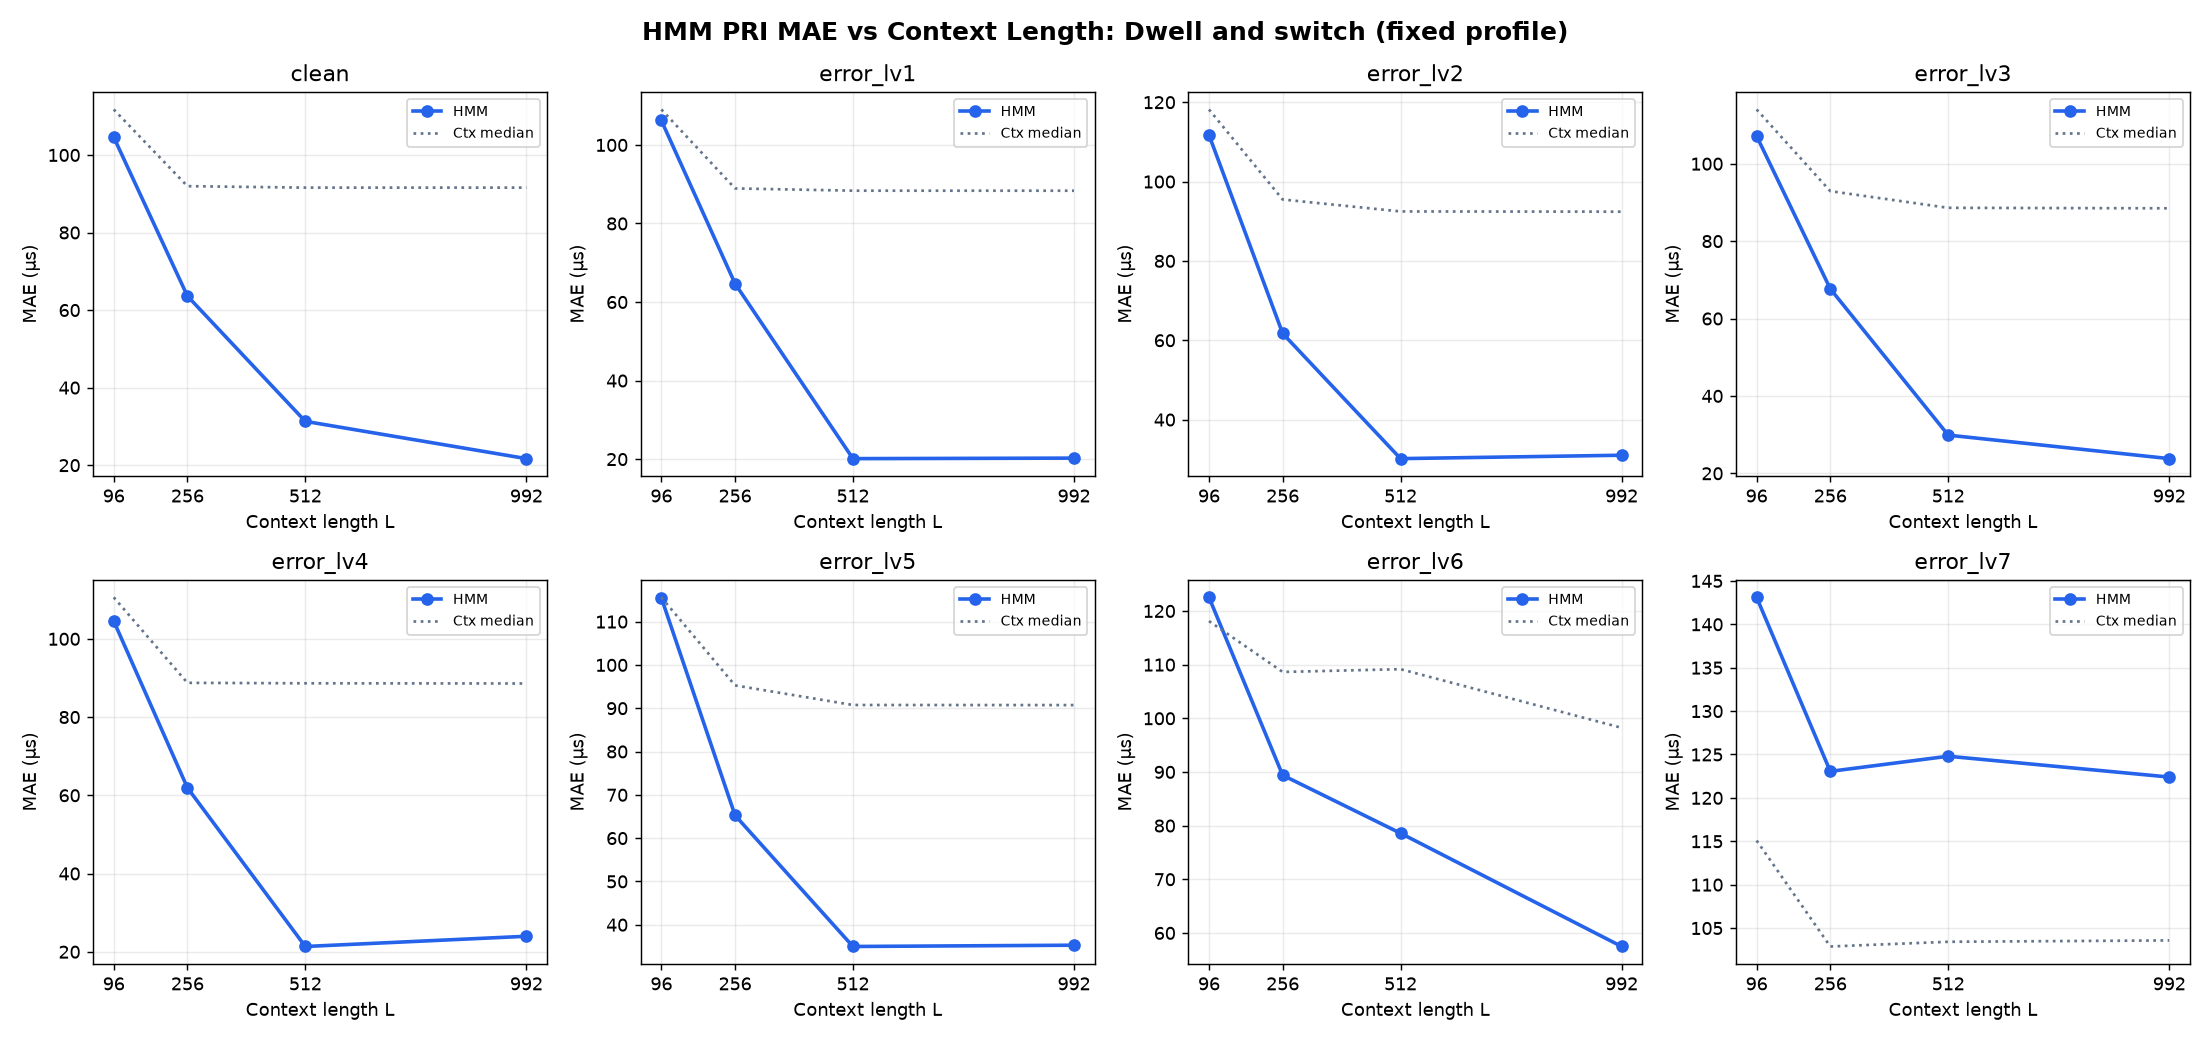 HMM PRI MAE vs Context Length: Dwell and switch (fixed profile)
clean
HMM
Ctx median
100
80
60
40
20
MAE (µs)
96 256 512 992
Context length L
error_lv1
HMM
Ctx median
100
80
60
40
20
MAE (µs)
96 256 512 992
Context length L
error_lv2
HMM
Ctx median
120
100
80
60
40
MAE (µs)
96 256 512 992
Context length L
error_lv3
HMM
Ctx median
100
80
60
40
20
MAE (µs)
96 256 512 992
Context length L
error_lv4
HMM
Ctx median
100
80
60
40
20
MAE (µs)
96 256 512 992
Context length L
error_lv5
HMM
Ctx median
110
100
90
80
70
60
50
40
MAE (µs)
96 256 512 992
Context length L
error_lv6
HMM
Ctx median
120
110
100
90
80
70
60
MAE (µs)
96 256 512 992
Context length L
error_lv7
HMM
Ctx median
145
140
135
130
125
120
115
110
105
MAE (µs)
96 256 512 992
Context length L